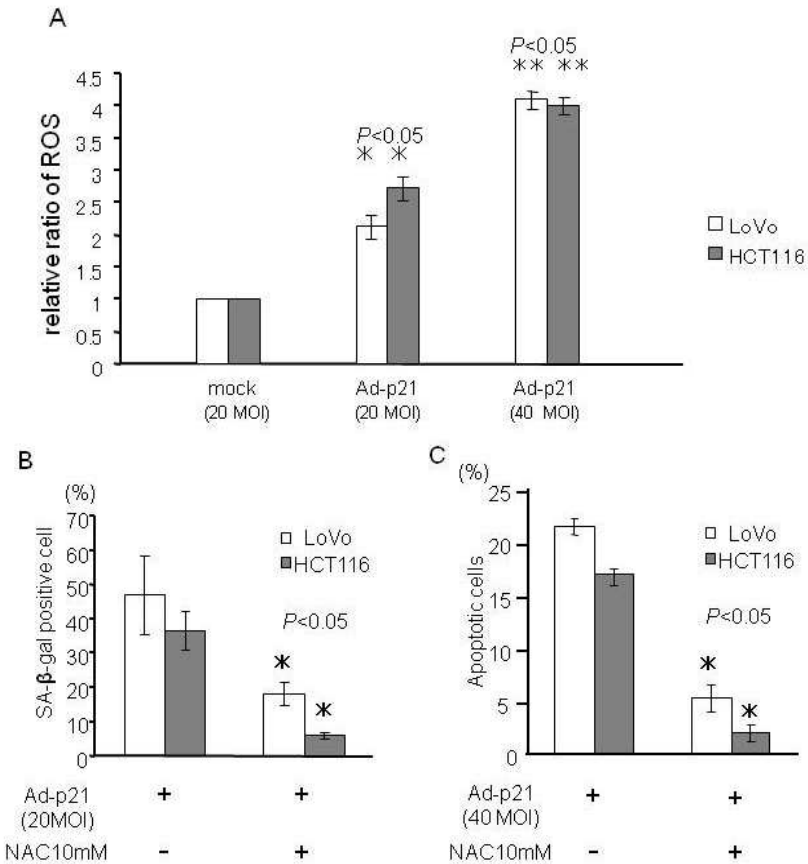 A
P<0.05
** **
P<0.05
* *
4.5
4
3.5
3
2.5
2
1
0.5
0
relative ratio of ROS
LoVo
HCT116
mock
(20 MOI)
Ad-p21
(20 MOI)
Ad-p21
(40 MOI)
B
(%)
70
60
50
40
30
20
10
0
SA-β-gal positive cell
LoVo
HCT116
P<0.05
*
*
Ad-p21
(20MOI)
+ +
NAC10mM
- +
C
(%)
25
20
15
10
5
0
Apoptotic cells
LoVo
HCT116
P<0.05
*
*
Ad-p21
(40 MOI)
+ +
NAC10mM
- +